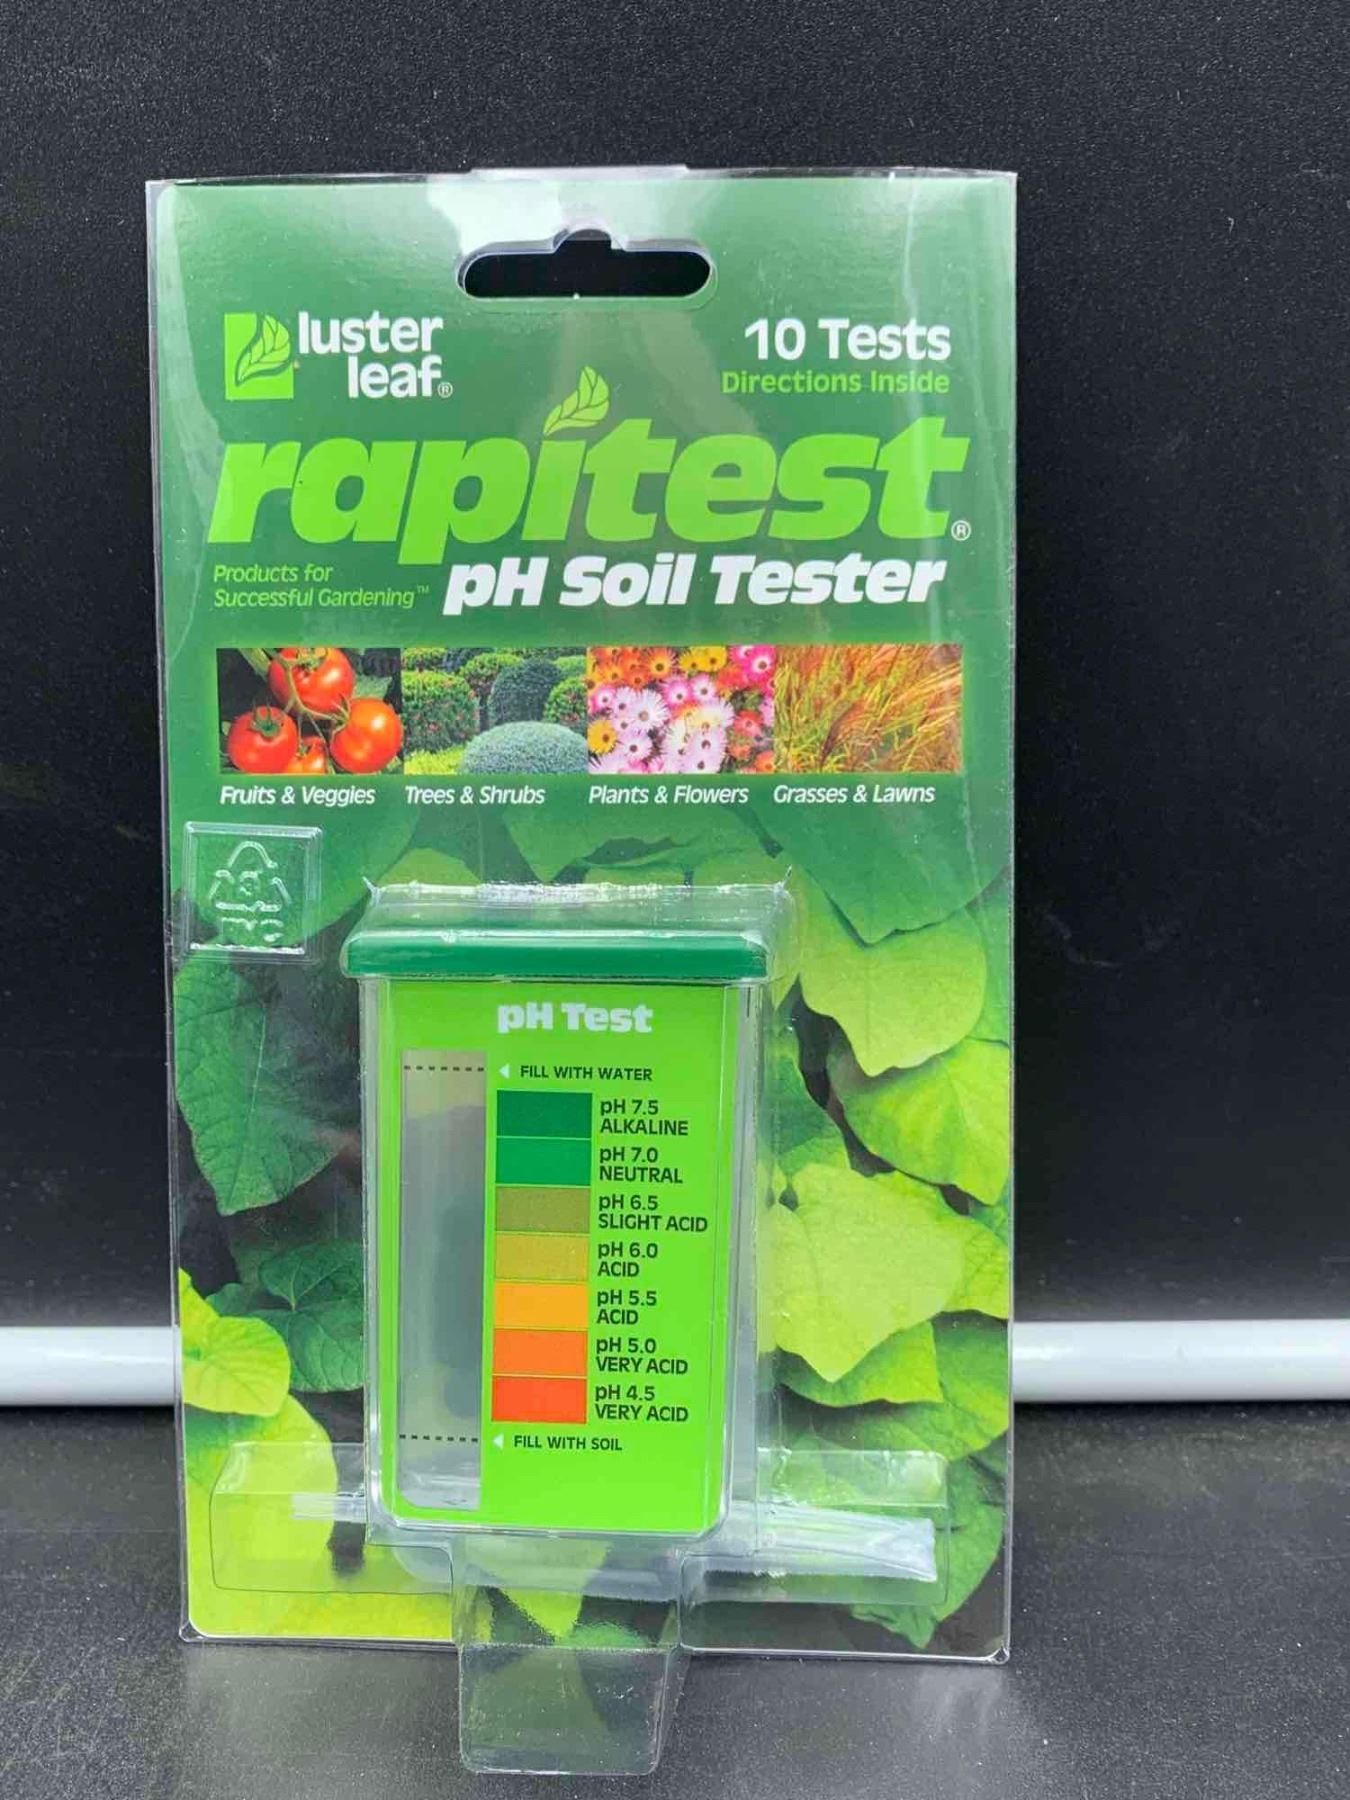 luster
leaf®
10 Tests
Directions Inside
rapitest®
Products for
Successful Gardening™
pH Soil Tester
Fruits & Veggies
Trees & Shrubs
Plants & Flowers
Grasses & Lawns
3
pH Test
FILL WITH WATER
pH 7.5
ALKALINE
pH 7.0
NEUTRAL
pH 6.5
SLIGHT ACID
pH 6.0
ACID
pH 5.5
ACID
pH 5.0
VERY ACID
pH 4.5
VERY ACID
FILL WITH SOIL